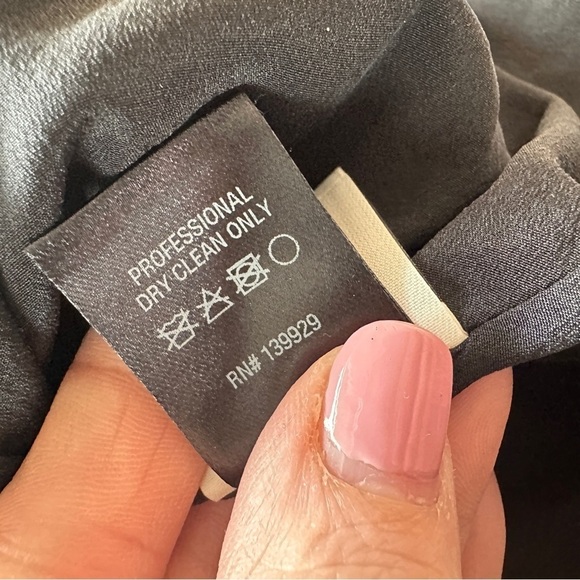 PROFESSIONAL
DRY CLEAN ONLY
RN# 139929